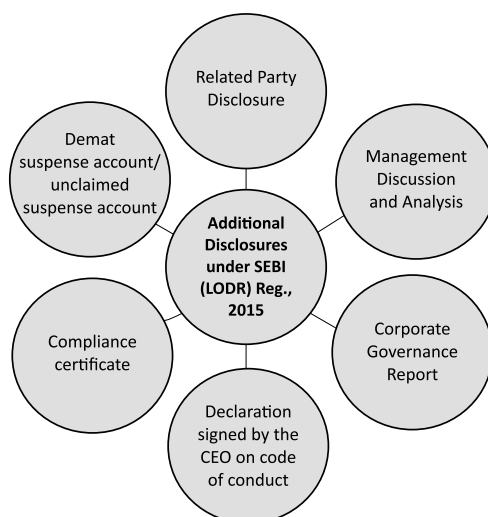 Related Party
Disclosure
Demat
suspense account/
unclaimed
suspense account
Management
Discussion
and Analysis
Additional
Disclosures
under SEBI
(LODR) Reg.,
2015
Compliance
certificate
Corporate
Governance
Report
Declaration
signed by the
CEO on code
of conduct